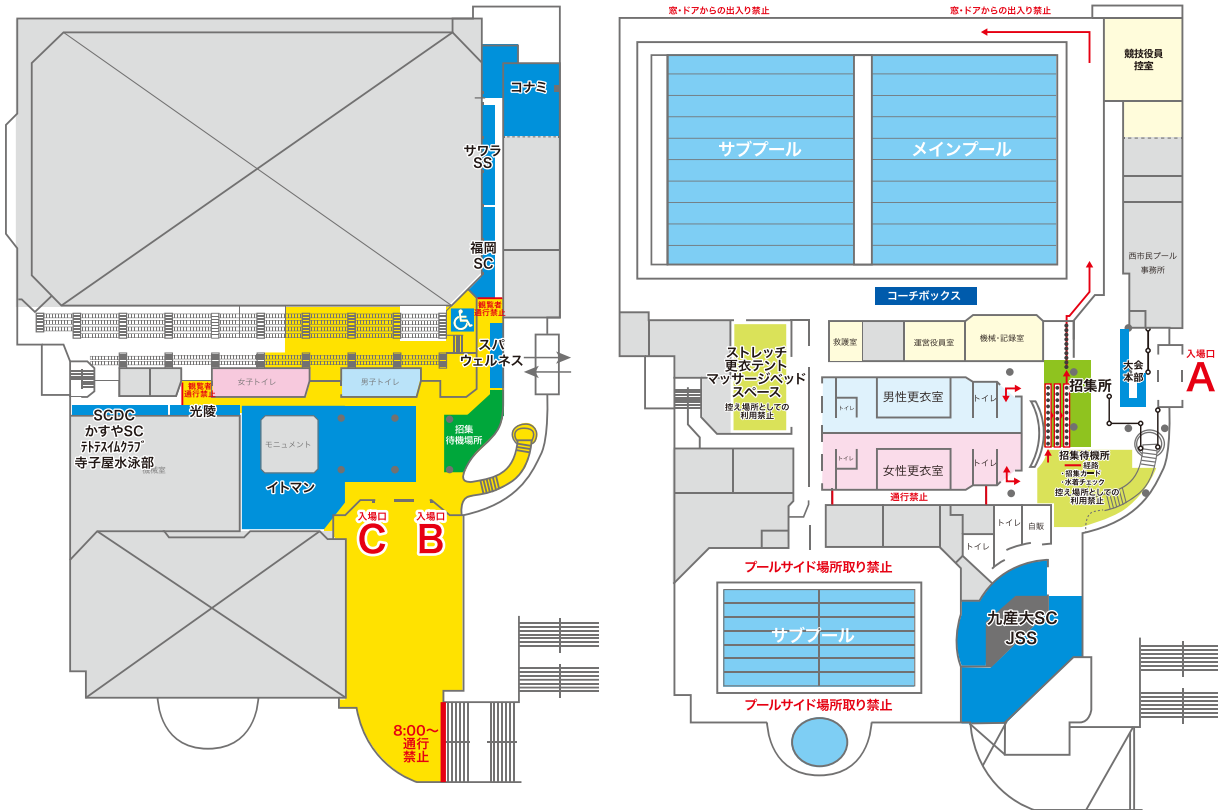 コナミ
サワラ
SS
福岡
SC
観覧者
通行禁止
スパ
ウェルネス
女子トイレ
男子トイレ
観覧者
通行禁止
光陵
SCDC
かすやSC
テトテスイムクラブ
寺子屋水泳部
機械室
モニュメント
イトマン
招集
待機場所
入場口
C
入場口
B
8:00〜
通行
禁止
窓・ドアからの出入り禁止
窓・ドアからの出入り禁止
競技役員
控室
サブプール
メインプール
西市民プール
事務所
コーチボックス
救護室
運営役員室
機械・記録室
ストレッチ
更衣テント
マッサージベッド
スペース
控え場所としての
利用禁止
男性更衣室
トイレ
トイレ
女性更衣室
トイレ
トイレ
通行禁止
招集所
大会
本部
入場口
A
招集待機所
経路
・招集カード
・水着チェック
控え場所としての
利用禁止
トイレ
自販
トイレ
プールサイド場所取り禁止
サブプール
プールサイド場所取り禁止
九産大SC
JSS